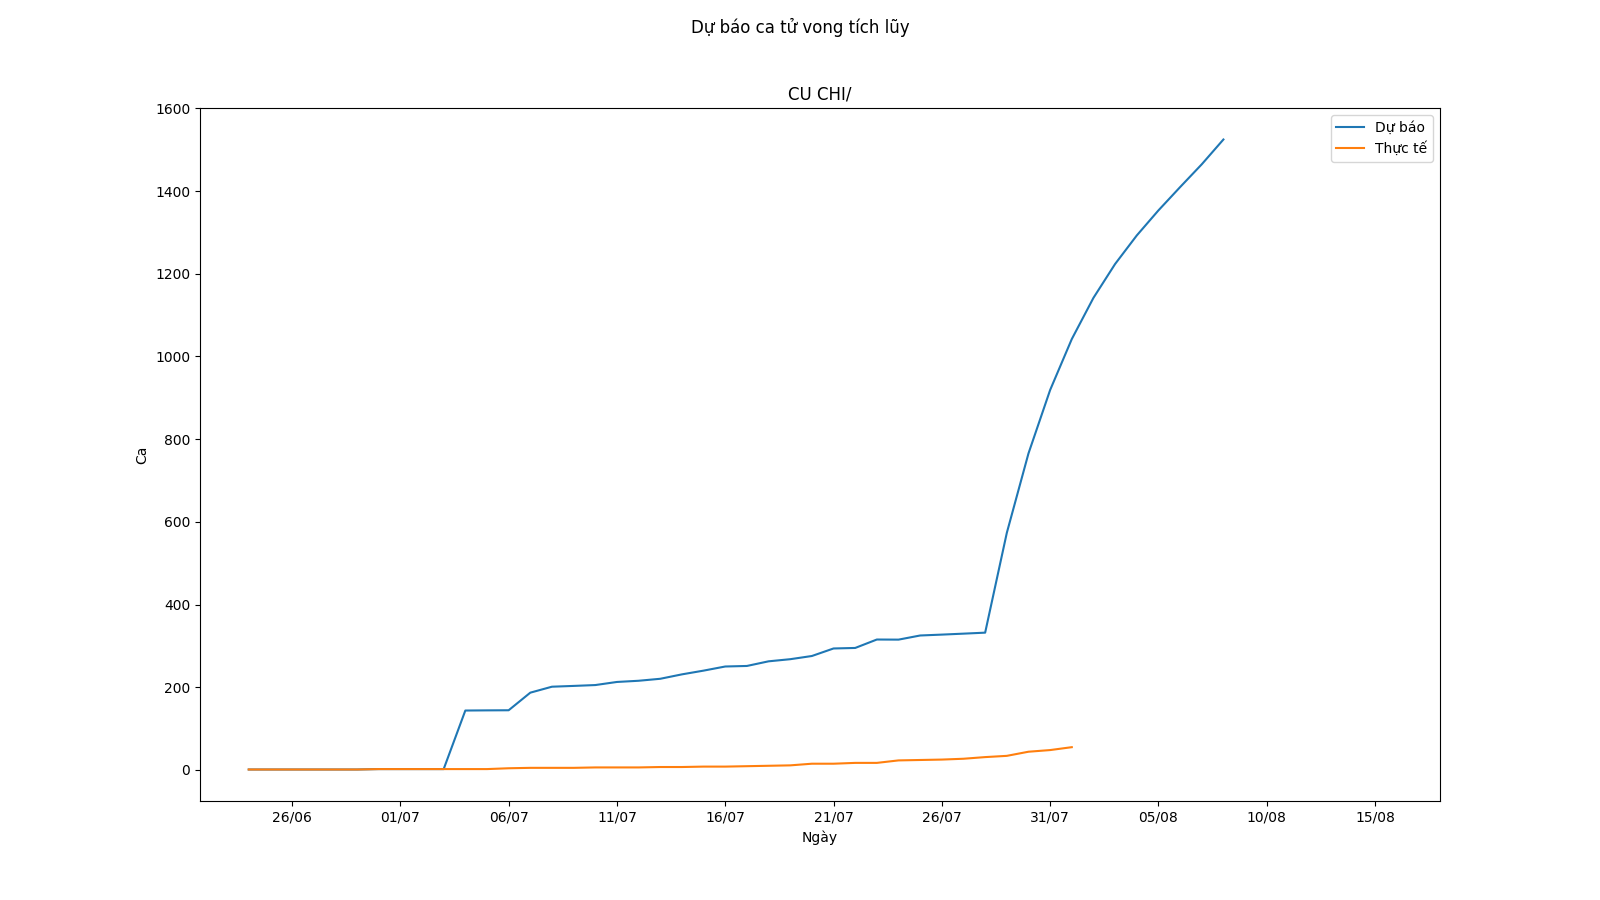 Dự báo ca tử vong tích lũy
CU CHI/
1600
1400
1200
1000
800
600
400
200
0
Ca
Dự báo
Thực tế
26/06 01/07 06/07 11/07 16/07 21/07 26/07 31/07 05/08 10/08 15/08
Ngày